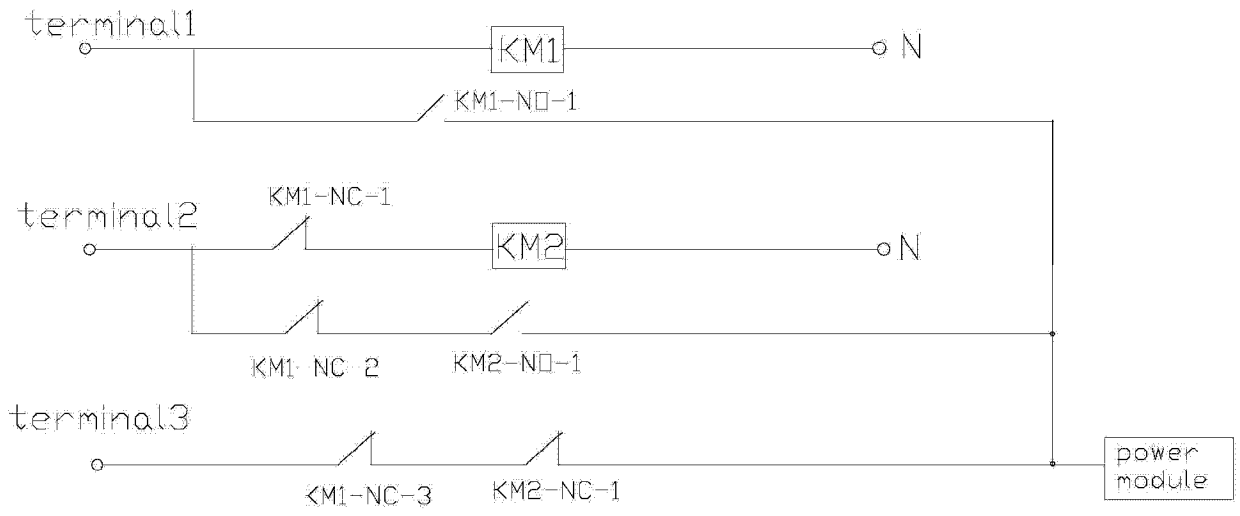 terminal1
KM1
N
KM1-NO-1
KM1-NC-1
terminal2
KM2
N
KM1-NC-2
KM2-NO-1
terminal3
KM1-NC-3
KM2-NC-1
power
module